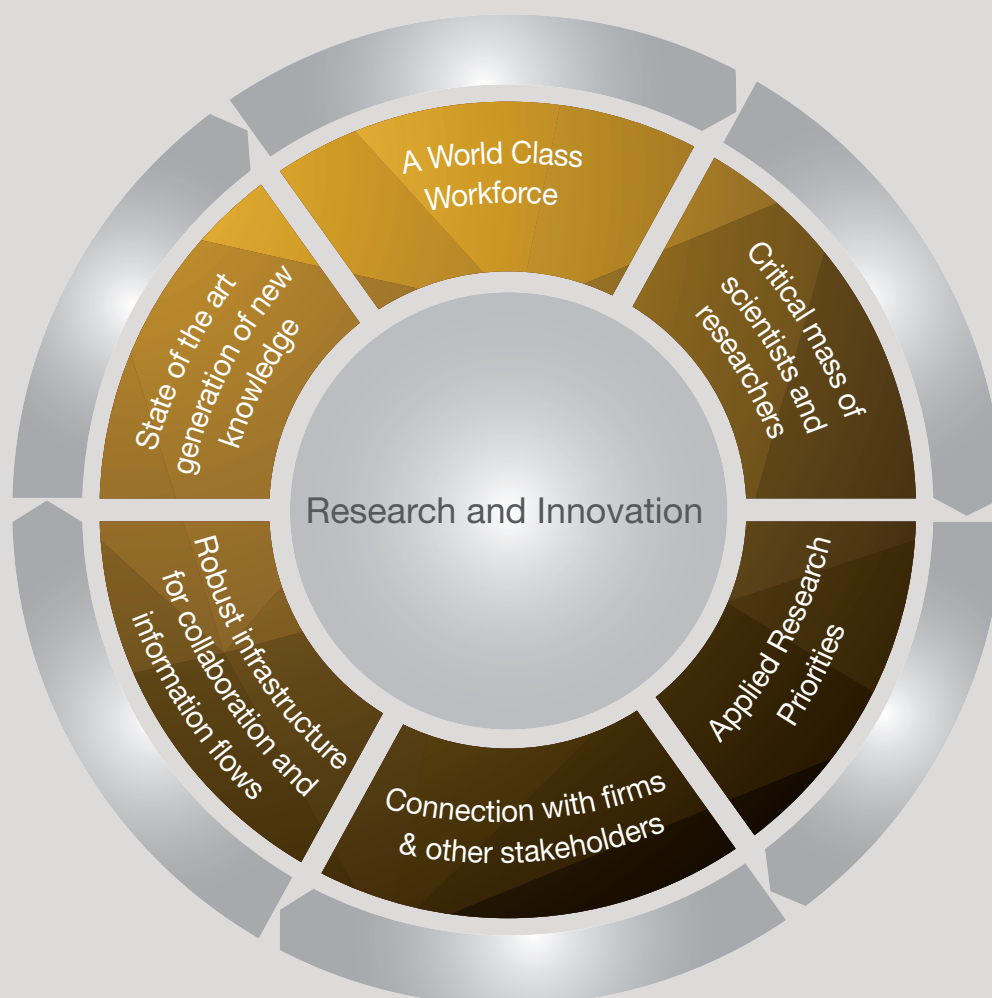 A World Class
Workforce
Critical mass of
scientists and
researchers
Applied Research
Priorities
Connection with firms
& other stakeholders
Robust infrastructure
for collaboration and
information flows
State of the art
generation of new
knowledge
Research and Innovation